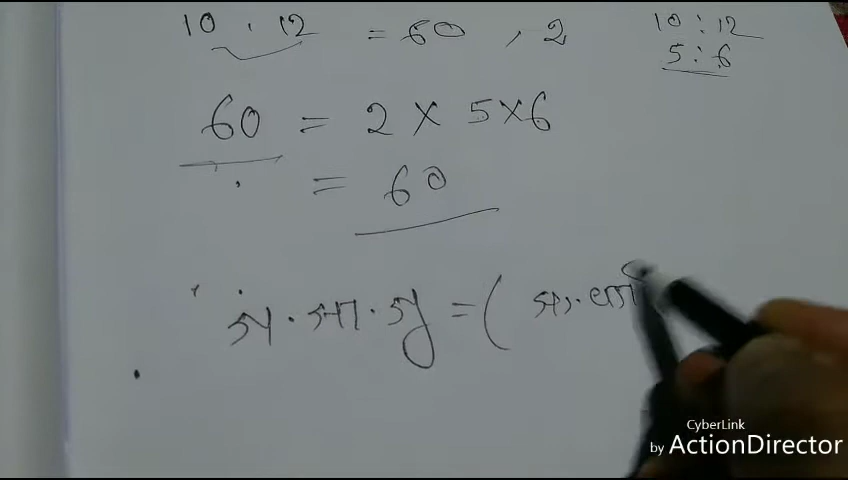 10 . 12 = 60 , 2
10 : 12
5 : 6
60 = 2 × 5×6
= 60
ল . সা . গু = (
CyberLink
by ActionDirector